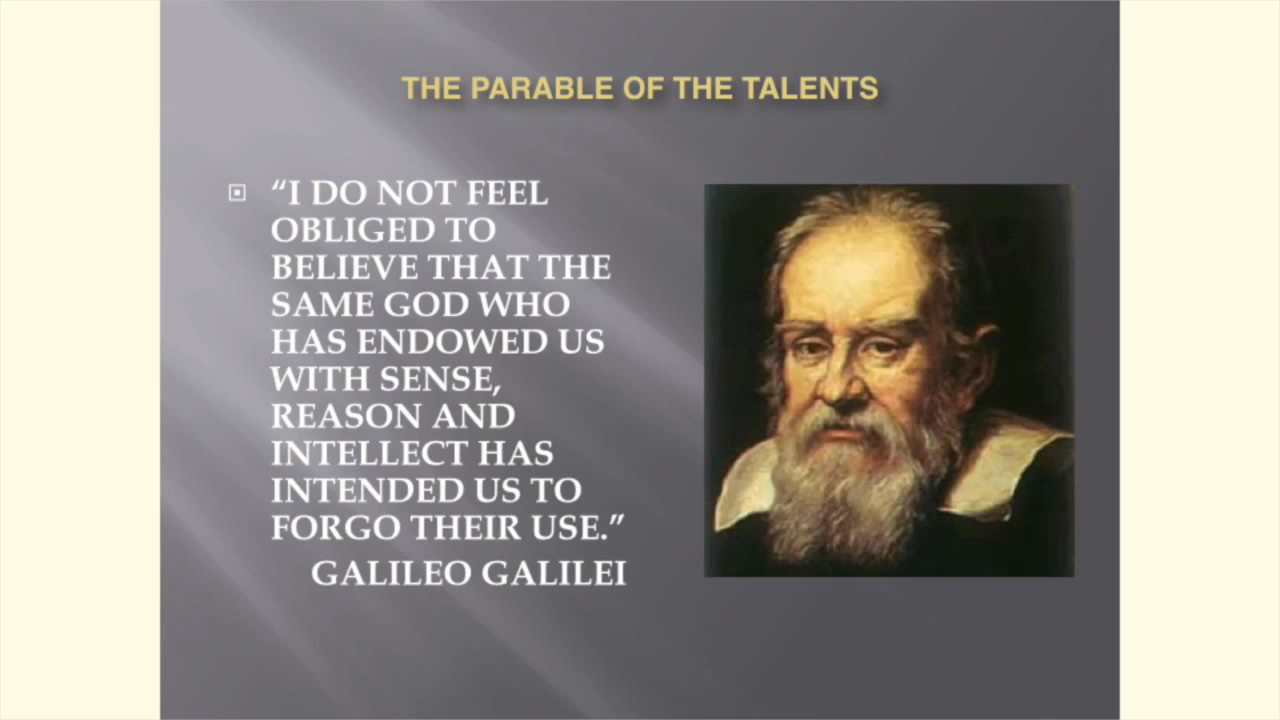 THE PARABLE OF THE TALENTS
“I DO NOT FEEL
OBLIGED TO
BELIEVE THAT THE
SAME GOD WHO
HAS ENDOWED US
WITH SENSE,
REASON AND
INTELLECT HAS
INTENDED US TO
FORGO THEIR USE.”
GALILEO GALILEI